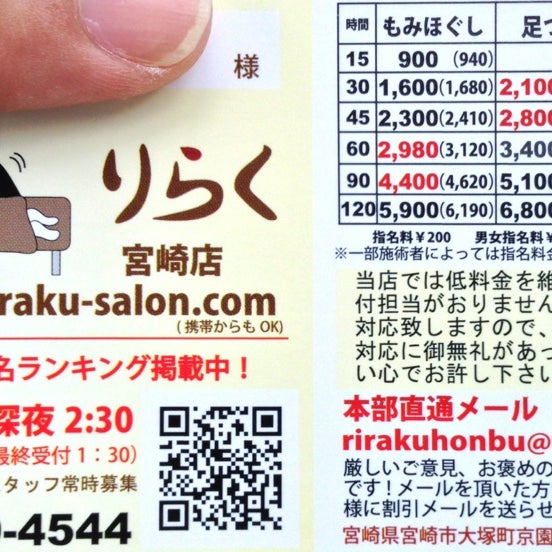 様
りらく
宮崎店
iraku-salon.com
(携帯からもOK)
名ランキング掲載中！
深夜 2:30
最終受付 1：30)
スタッフ常時募集
-4544
時間 もみほぐし 足つ
15 900 (940)
30 1,600 (1,680) 2,100
45 2,300 (2,410) 2,800
60 2,980 (3,120) 3,400
90 4,400 (4,620) 5,100
120 5,900 (6,190) 6,800
指名料￥200 男女指名料￥
※一部施術者によっては指名料金
当店では低料金を維
付担当がおりません
対応致しますので、
対応に御無礼があっ
い心でお許し下さい
本部直通メール
rirakuhonbu@
厳しいご意見、お褒めの
です！メールを頂いた方
様に割引メールを送らせ
宮崎県宮崎市大塚町京園